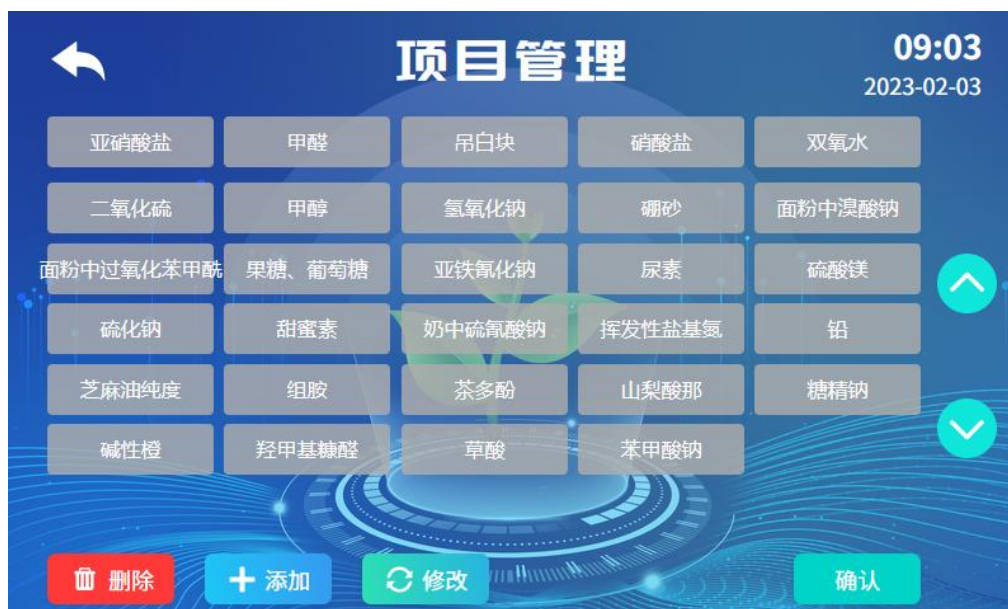 项目管理
09:03
2023-02-03
亚硝酸盐 甲醛 吊白块 硝酸盐 双氧水
二氧化硫 甲醇 氢氧化钠 硼砂 面粉中溴酸钠
面粉中过氧化苯甲酰 果糖、葡萄糖 亚铁氰化钠 尿素 硫酸镁
硫化钠 甜蜜素 奶中硫氰酸钠 挥发性盐基氮 铅
芝麻油纯度 组胺 茶多酚 山梨酸那 糖精钠
碱性橙 羟甲基糠醛 草酸 苯甲酸钠
删除 添加 修改 确认